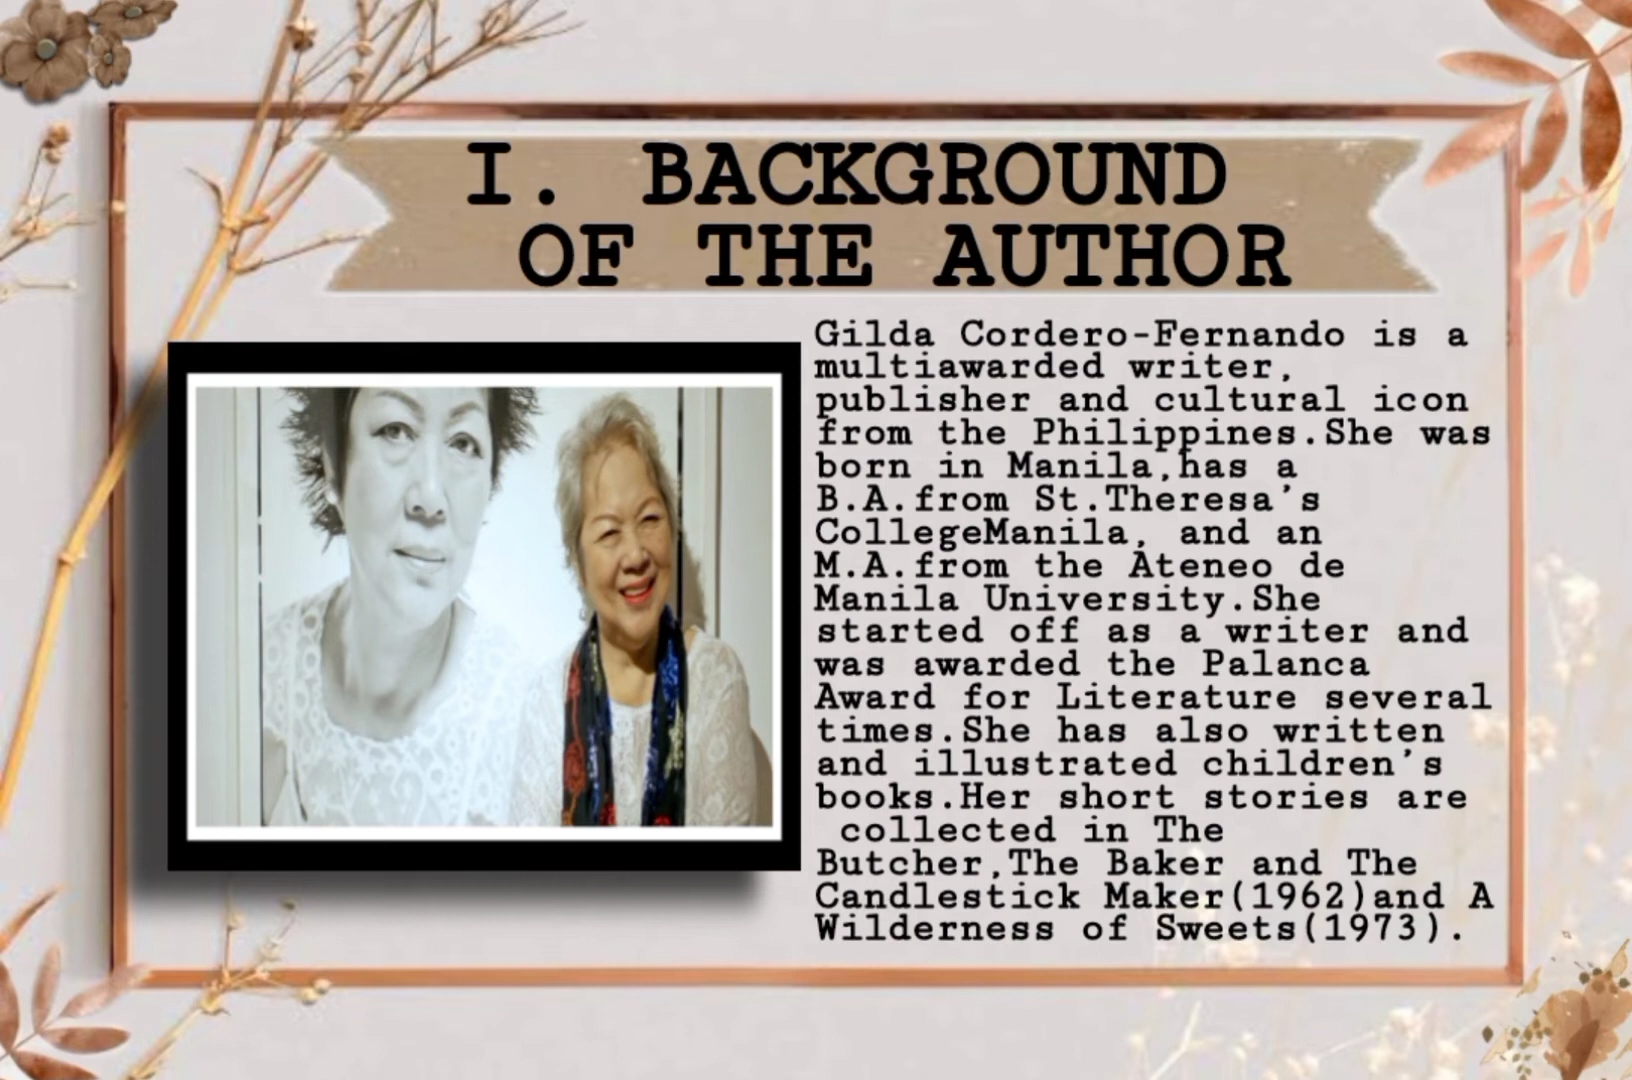 I. BACKGROUND
OF THE AUTHOR
Gilda Cordero-Fernando is a
multiawarded writer,
publisher and cultural icon
from the Philippines.She was
born in Manila,has a
B.A.from St.Theresa's
CollegeManila, and an
M.A.from the Ateneo de
Manila University.She
started off as a writer and
was awarded the Palanca
Award for Literature several
times.She has also written
and illustrated children's
books.Her short stories are
collected in The
Butcher,The Baker and The
Candlestick Maker(1962)and A
Wilderness of Sweets(1973).